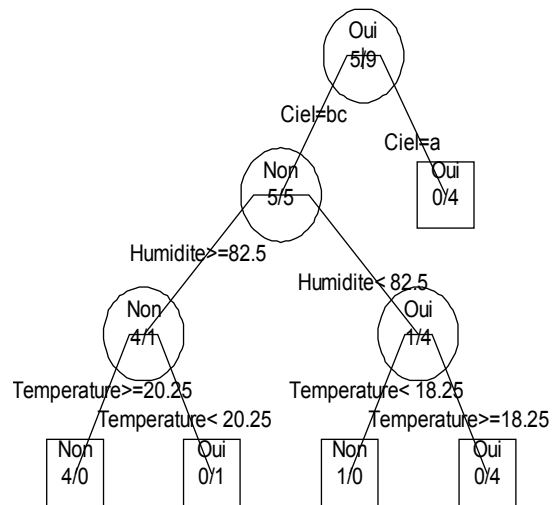 Oui
5/9
Ciel=bc
Ciel=a
Non
5/5
Oui
0/4
Humidite>=82.5
Humidite< 82.5
Non
4/1
Oui
1/4
Temperature>=20.25
Temperature< 18.25
Temperature< 20.25
Temperature>=18.25
Non
4/0
Oui
0/1
Non
1/0
Oui
0/4